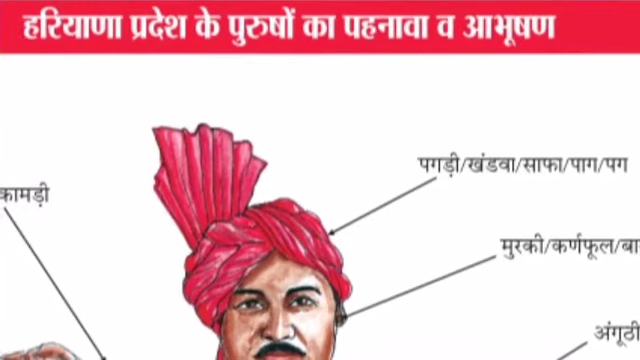 हरियाणा प्रदेश के पुरुषों का पहनावा व आभूषण
पगड़ी/खंडवा/साफा/पाग/पग
कामड़ी
मुरकी/कर्णफूल/बा
अंगूठी